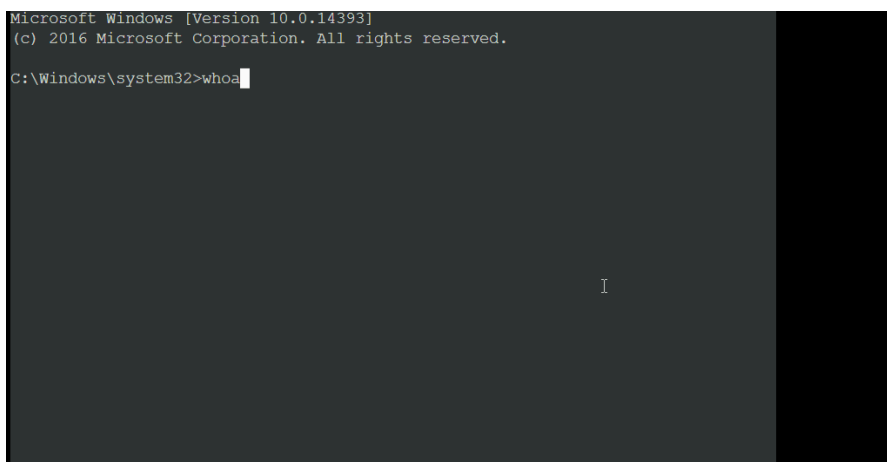 Microsoft Windows [Version 10.0.14393]
(c) 2016 Microsoft Corporation. All rights reserved.
C:\Windows\system32>whoa